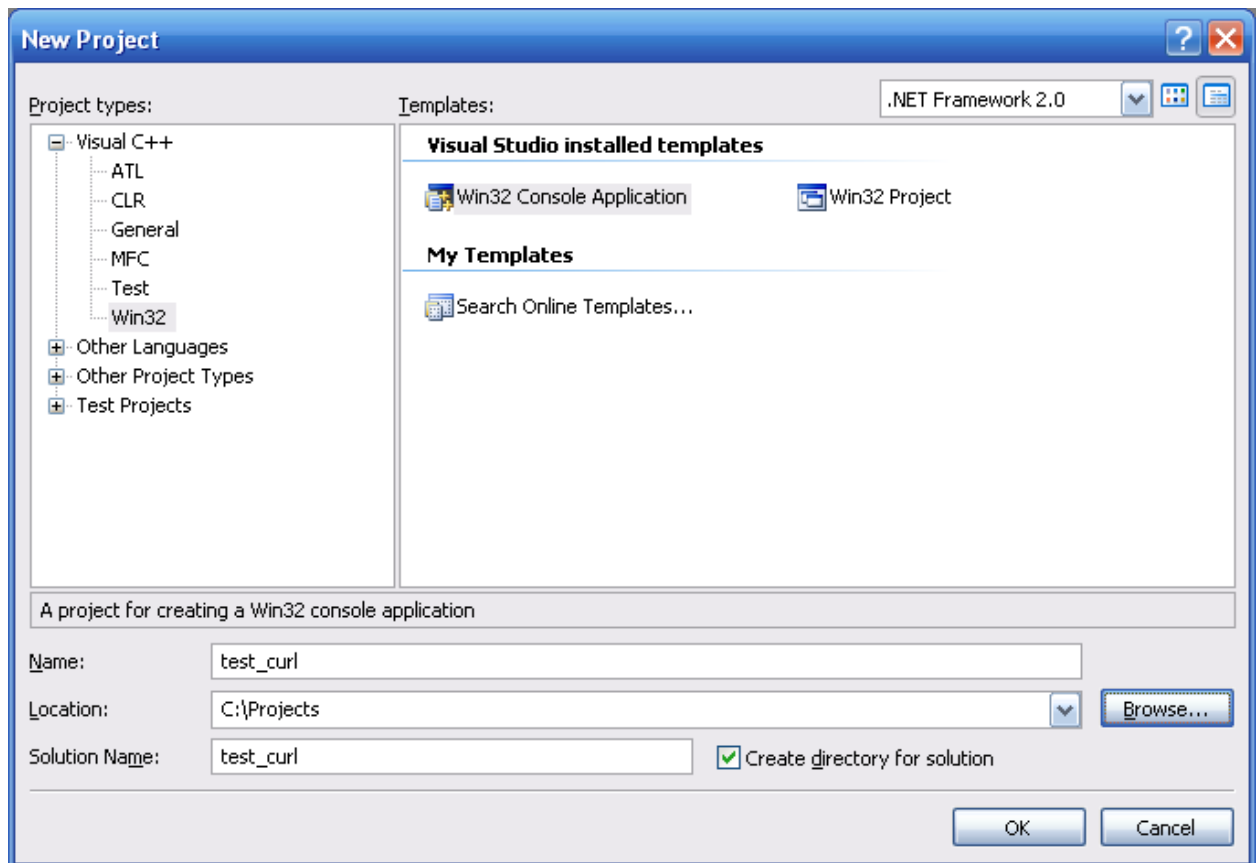 New Project
Project types:
Templates:
.NET Framework 2.0
Visual C++
ATL
CLR
General
MFC
Test
Win32
Other Languages
Other Project Types
Test Projects
Visual Studio installed templates
Win32 Console Application
Win32 Project
My Templates
Search Online Templates...
A project for creating a Win32 console application
Name:
test_curl
Location:
C:\Projects
Browse...
Solution Name:
test_curl
Create directory for solution
OK
Cancel